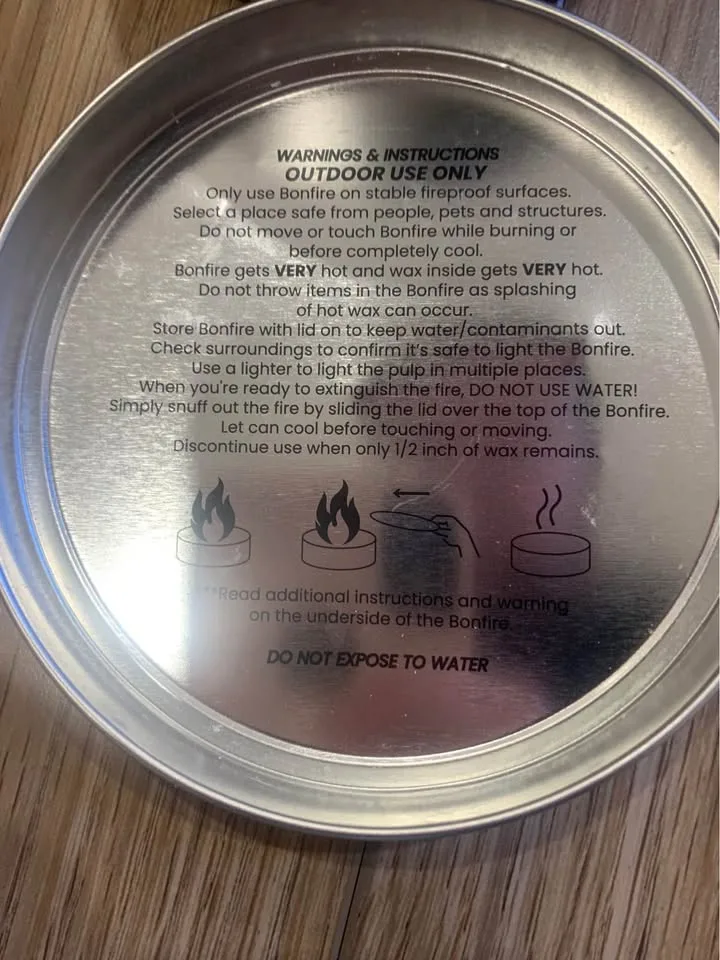 WARNINGS & INSTRUCTIONS
OUTDOOR USE ONLY
Only use Bonfire on stable fireproof surfaces.
Select a place safe from people, pets and structures.
Do not move or touch Bonfire while burning or
before completely cool.
Bonfire gets VERY hot and wax inside gets VERY hot.
Do not throw items in the Bonfire as splashing
of hot wax can occur.
Store Bonfire with lid on to keep water/contaminants out.
Check surroundings to confirm it's safe to light the Bonfire.
Use a lighter to light the pulp in multiple places.
When you're ready to extinguish the fire, DO NOT USE WATER!
Simply snuff out the fire by sliding the lid over the top of the Bonfire.
Let can cool before touching or moving.
Discontinue use when only 1/2 inch of wax remains.
**Read additional instructions and warning
on the underside of the Bonfire.
DO NOT EXPOSE TO WATER